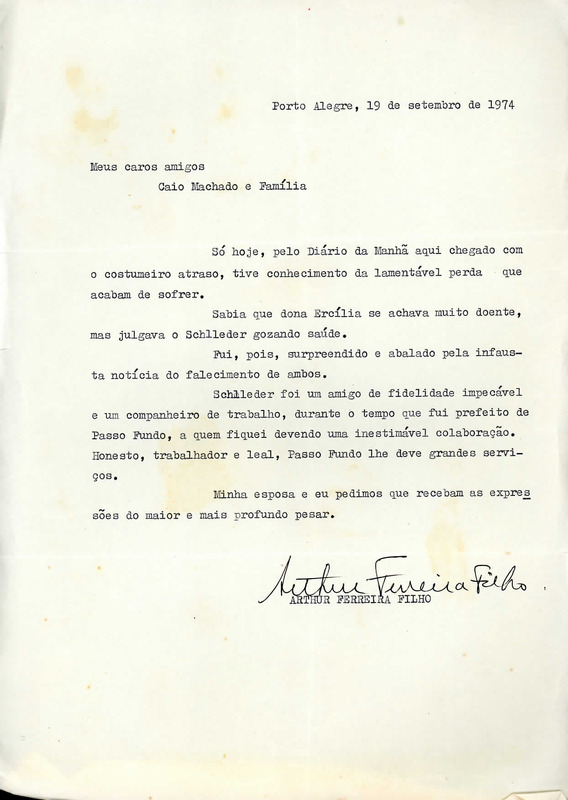 Porto Alegre, 19 de setembro de 1974
Meus caros amigos
Caio Machado e Família
Só hoje, pelo Diário da Manhã aqui chegado com
o costumeiro atraso, tive conhecimento da lamentável perda que
acabam de sofrer.
Sabia que dona Ercília se achava muito doente,
mas julgava o Schlleder gozando saúde.
Fui, pois, surpreendido e abalado pela infaus-
ta notícia do falecimento de ambos.
Schlleder foi um amigo de fidelidade impecável
e um companheiro de trabalho, durante o tempo que fui prefeito de
Passo Fundo, a quem fiquei devendo uma inestimável colaboração.
Honesto, trabalhador e leal, Passo Fundo lhe deve grandes servi-
ços.
Minha esposa e eu pedimos que recebam as expres
sões do maior e mais profundo pesar.
Arthur Ferreira Filho.
ARTHUR FERREIRA FILHO